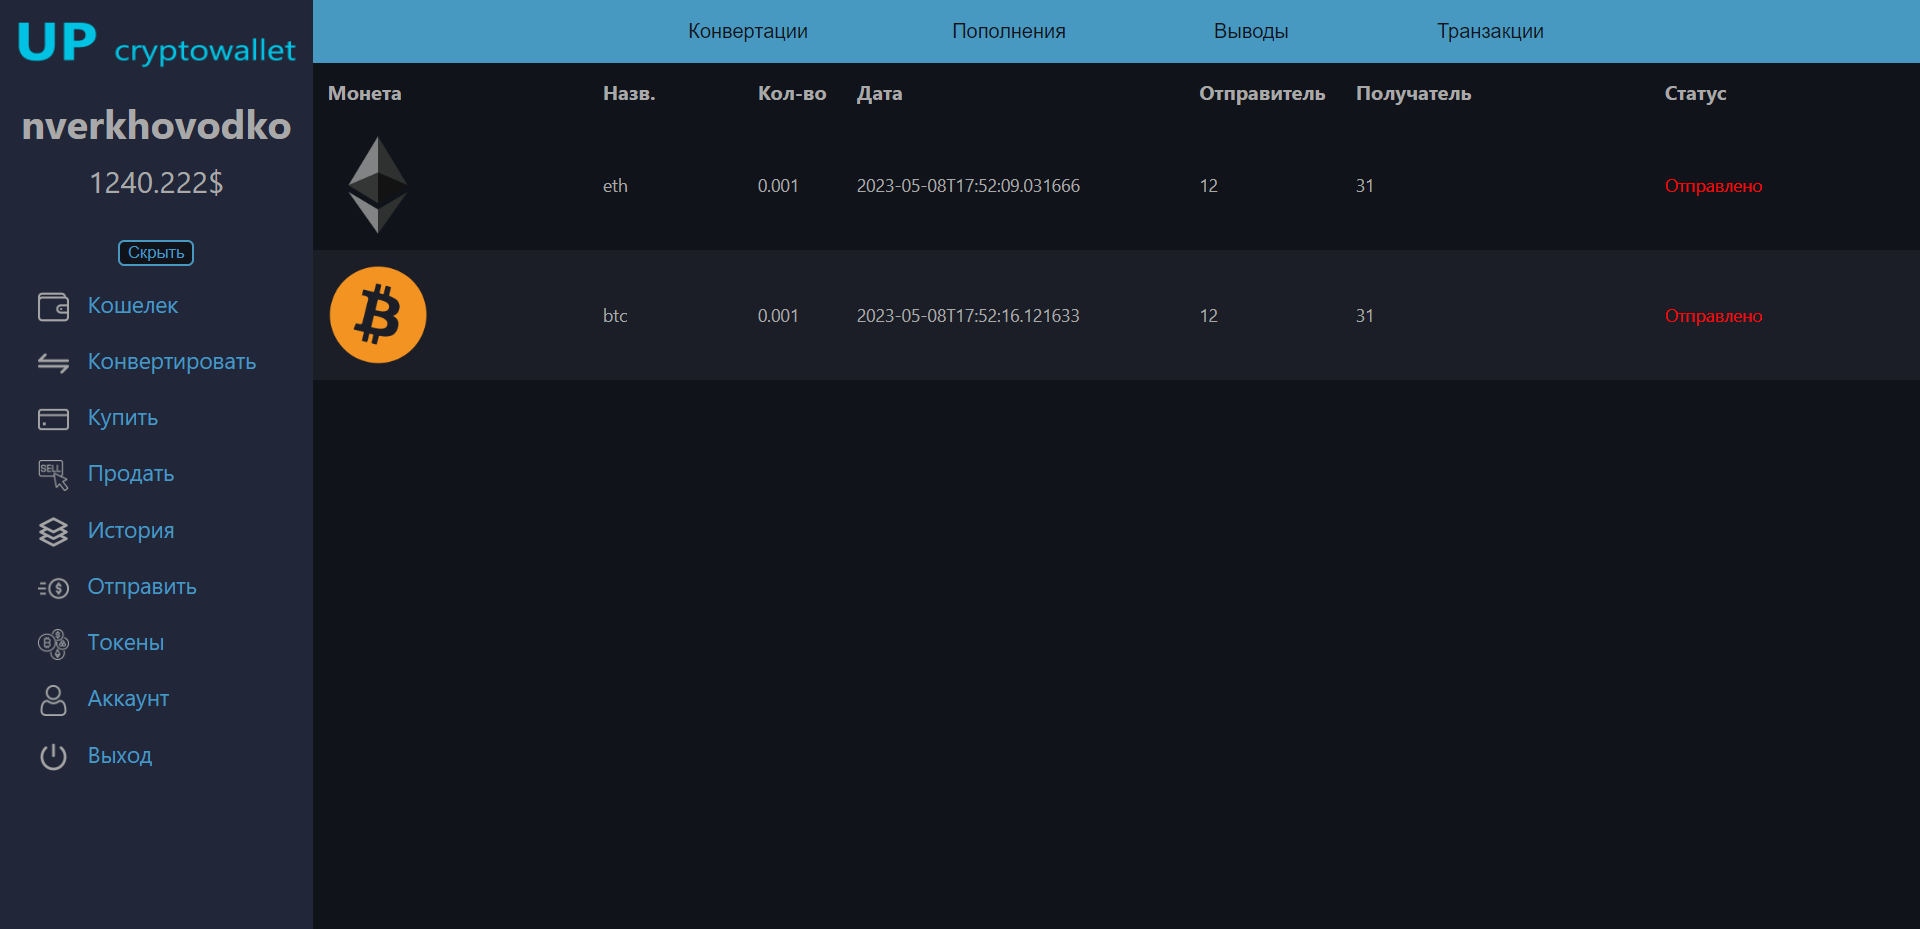 UP cryptowallet
nverkhovodko
1240.222$
Скрыть
Кошелек
Конвертировать
Купить
SELL
Продать
История
Отправить
Токены
Аккаунт
Выход
Конвертации Пополнения Выводы Транзакции
Монета Назв. Кол-во Дата Отправитель Получатель Статус
eth 0.001 2023-05-08T17:52:09.031666 12 31 Отправлено
btc 0.001 2023-05-08T17:52:16.121633 12 31 Отправлено